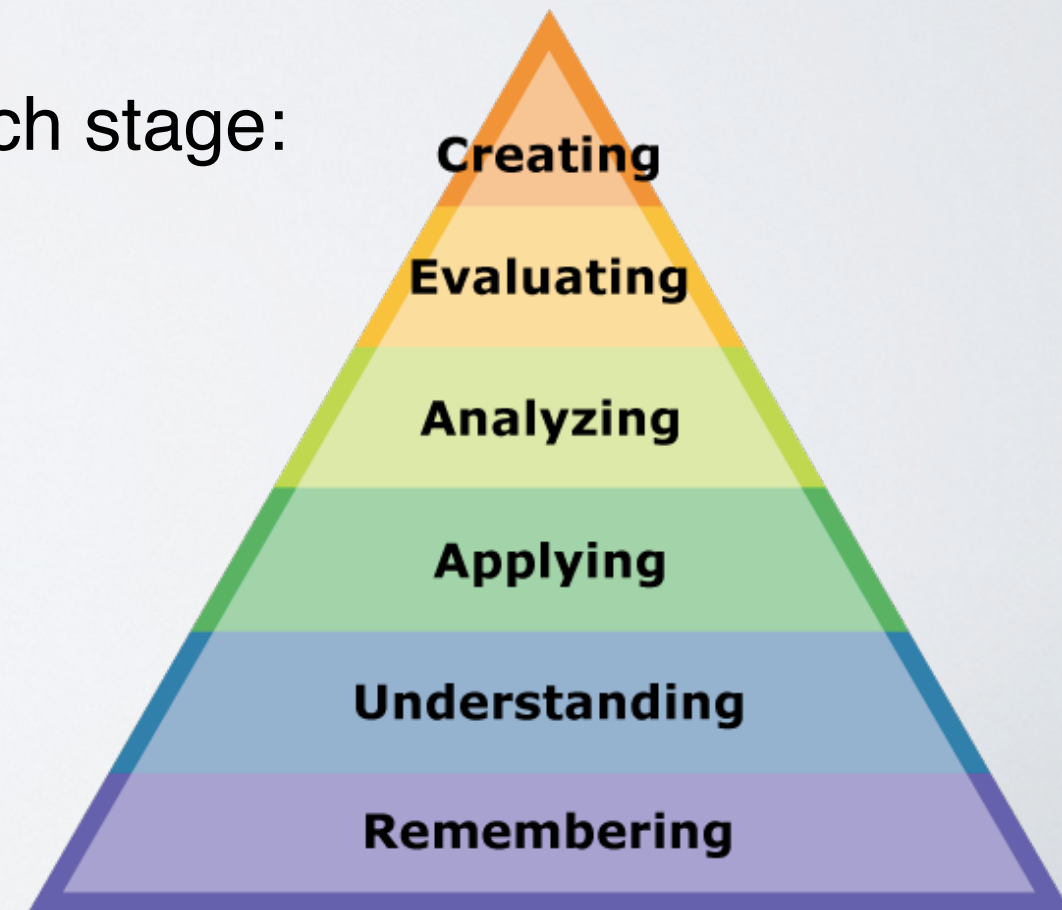 ch stage:
Creating
Evaluating
Analyzing
Applying
Understanding
Remembering